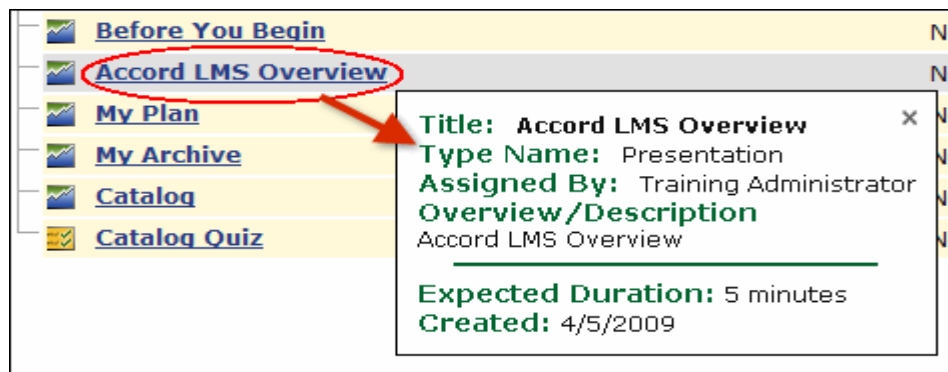 Before You Begin
N
Accord LMS Overview
N
My Plan
N
My Archive
N
Catalog
N
Catalog Quiz
N
Title: Accord LMS Overview ×
Type Name: Presentation
Assigned By: Training Administrator
Overview/Description
Accord LMS Overview
Expected Duration: 5 minutes
Created: 4/5/2009